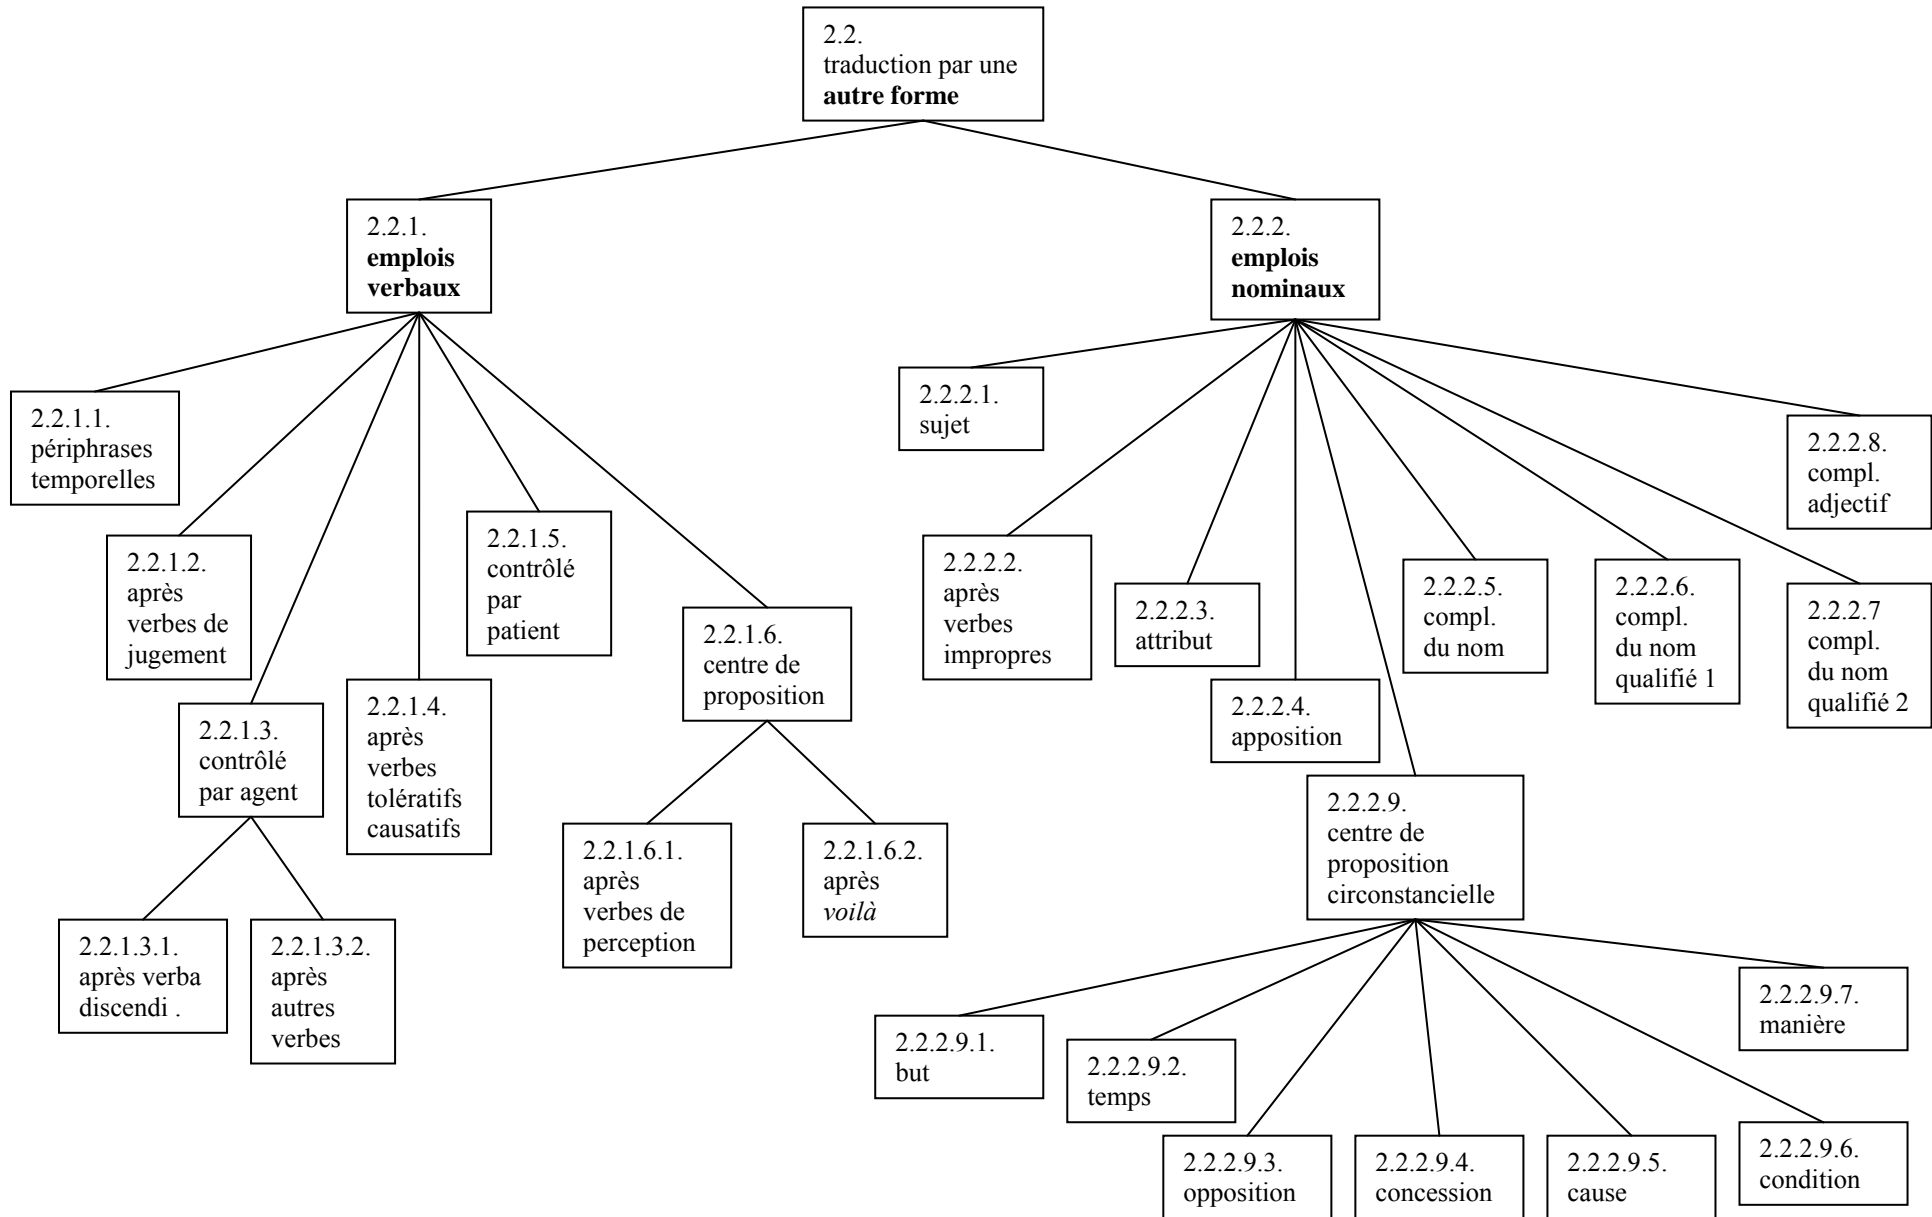 2.2.
traduction par une
autre forme
2.2.1.
emplois
verbaux
2.2.2.
emplois
nominaux
2.2.1.1.
périphrases
temporelles
2.2.1.2.
après
verbes de
jugement
2.2.1.3.
contrôlé
par agent
2.2.1.3.1.
après verba
discendi .
2.2.1.3.2.
après
autres
verbes
2.2.1.4.
après
verbes
tolératifs
causatifs
2.2.1.5.
contrôlé
par
patient
2.2.1.6.
centre de
proposition
2.2.1.6.1.
après
verbes de
perception
2.2.1.6.2.
après
voilà
2.2.2.1.
sujet
2.2.2.2.
après
verbes
impropres
2.2.2.3.
attribut
2.2.2.4.
apposition
2.2.2.5.
compl.
du nom
2.2.2.6.
compl.
du nom
qualifié 1
2.2.2.7
compl.
du nom
qualifié 2
2.2.2.8.
compl.
adjectif
2.2.2.9.
centre de
proposition
circonstancielle
2.2.2.9.1.
but
2.2.2.9.2.
temps
2.2.2.9.3.
opposition
2.2.2.9.4.
concession
2.2.2.9.5.
cause
2.2.2.9.6.
condition
2.2.2.9.7.
manière